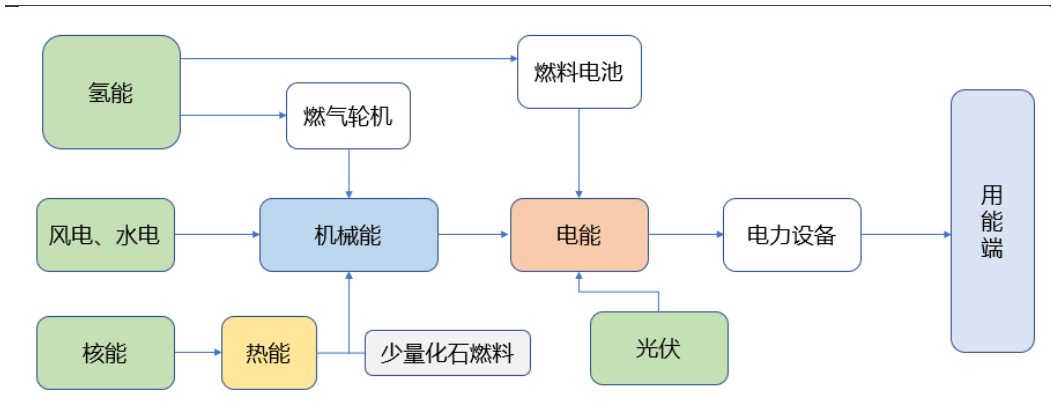 氢能
燃料电池
燃气轮机
风电、水电
机械能
电能
电力设备
用能端
核能
热能
少量化石燃料
光伏